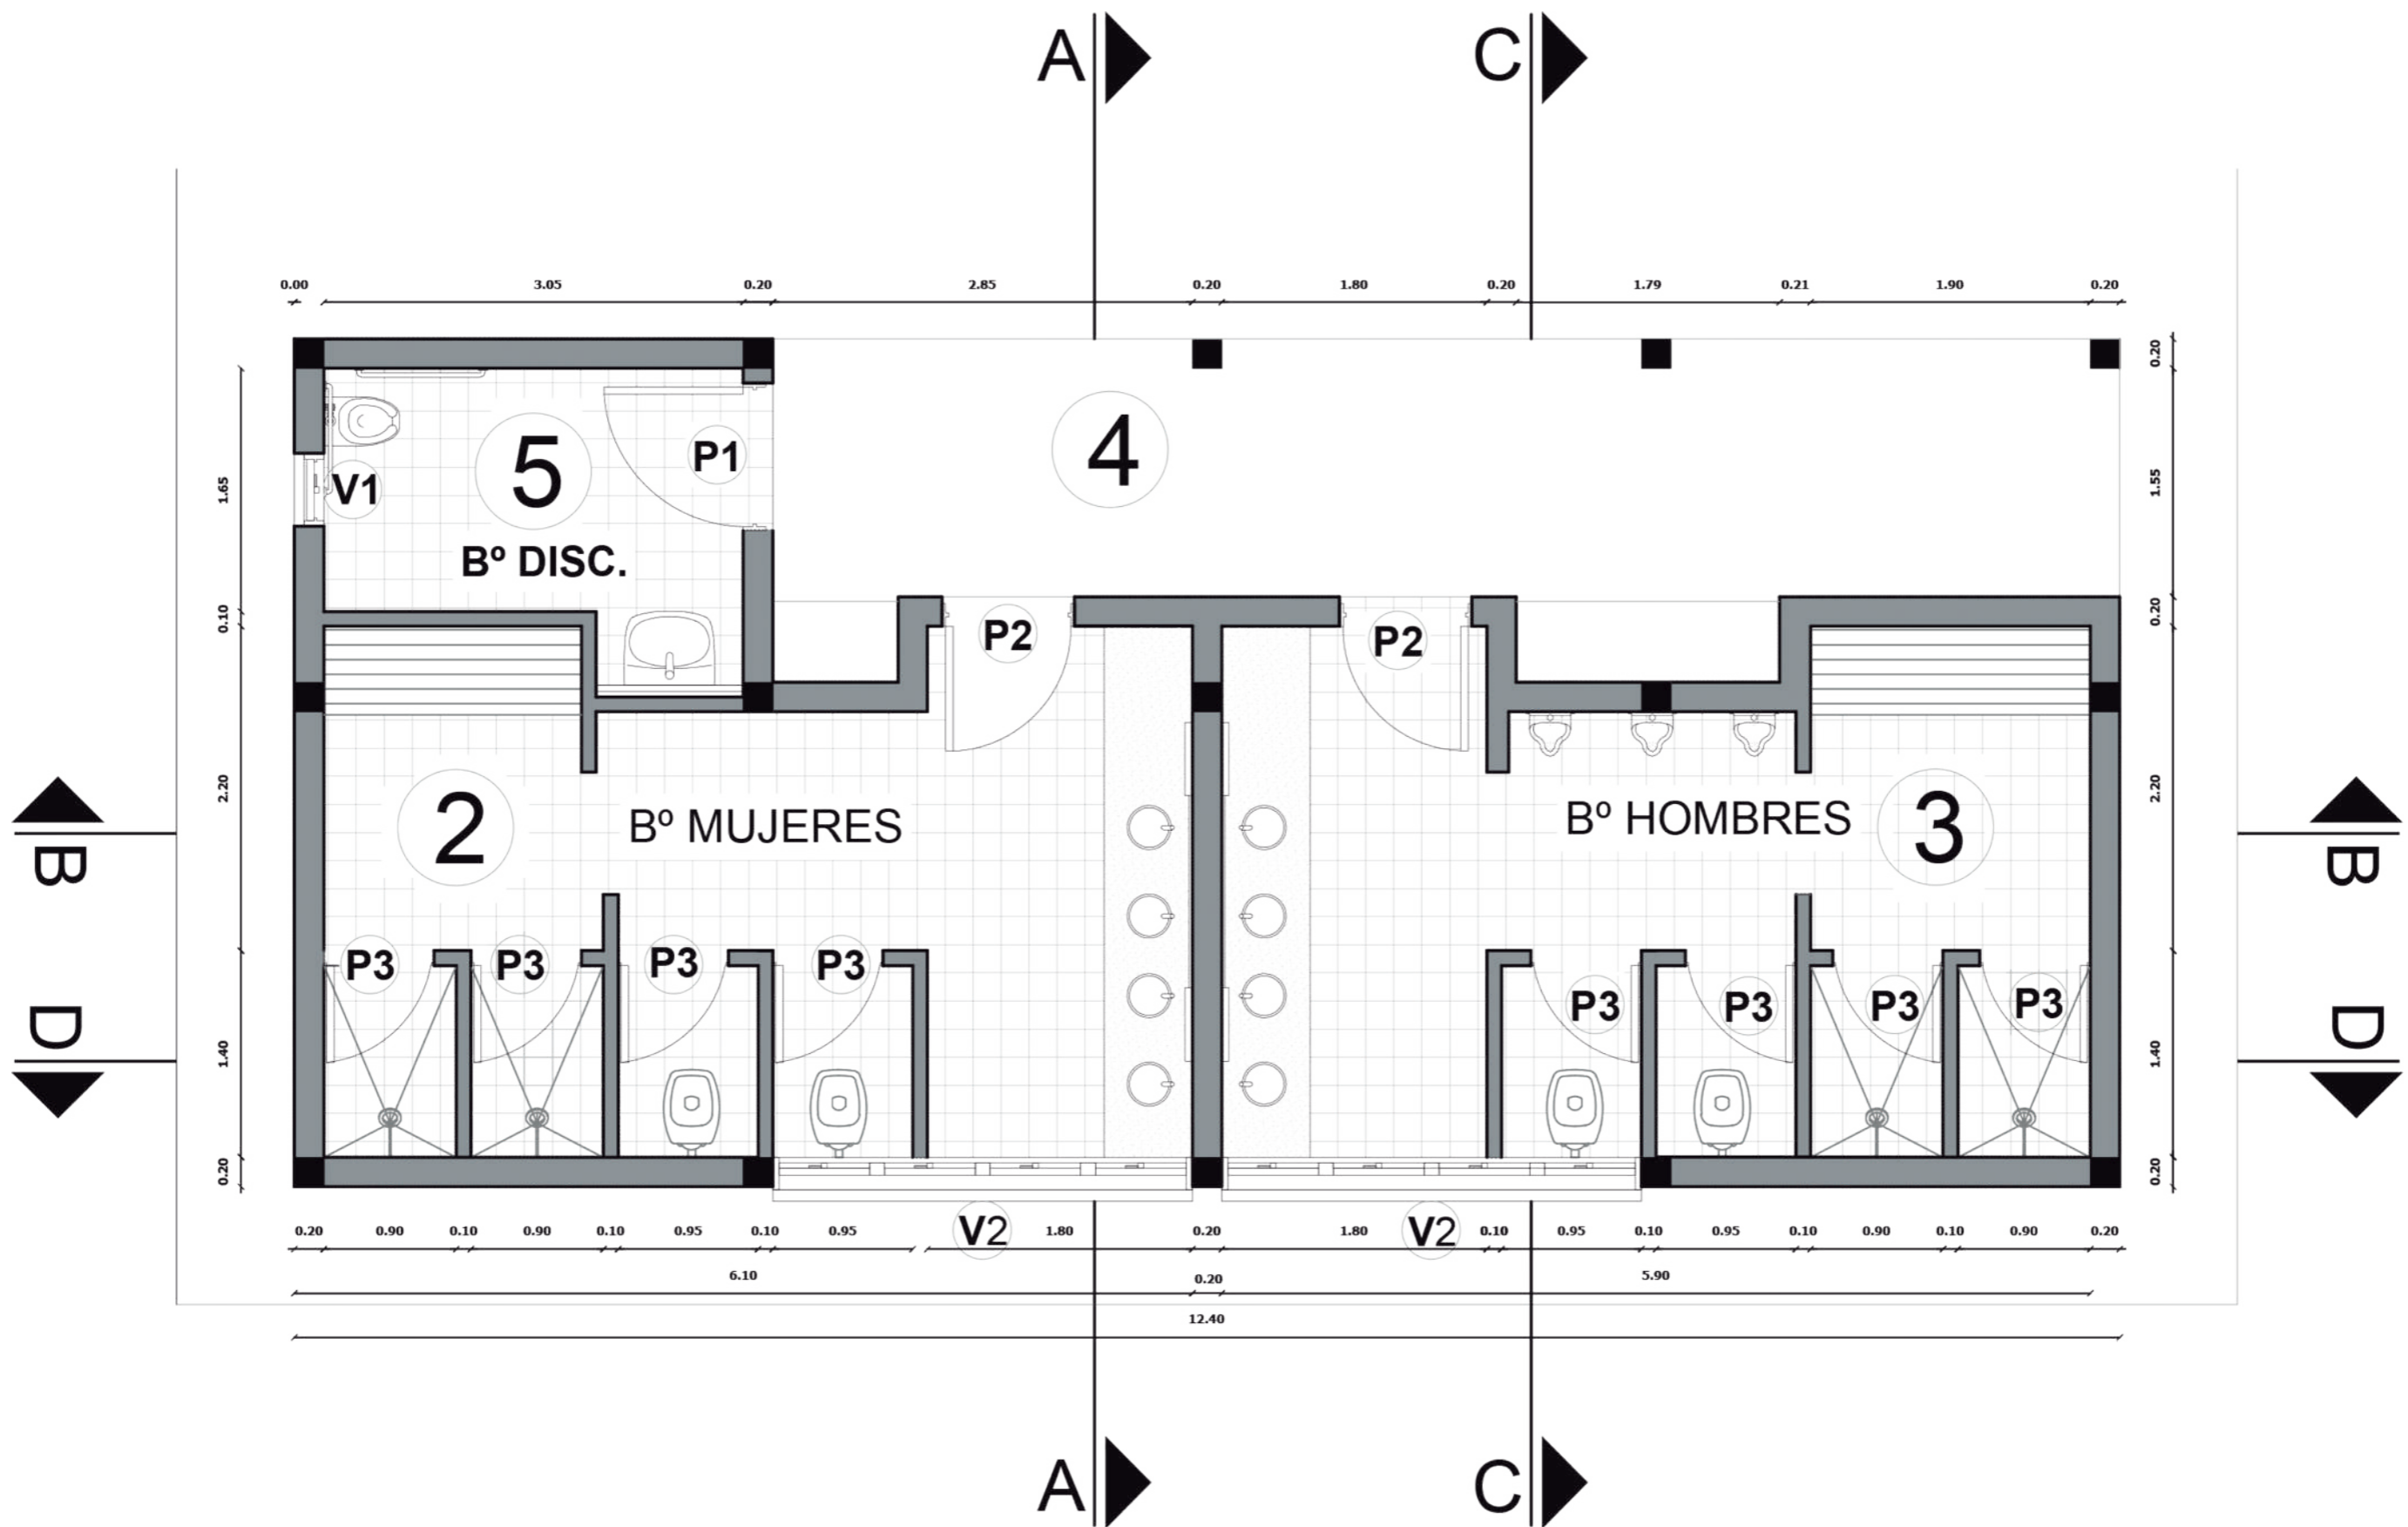 A
C
0.00 3.05 0.20 2.85 0.20 1.80 0.20 1.79 0.21 1.90 0.20
0.20
4
5
P1
V1
1.65
1.55
Bº DISC.
0.10
P2
P2
0.20
2.20
2.20
2
Bº MUJERES
Bº HOMBRES
3
B
B
P3 P3 P3 P3
P3 P3 P3 P3
D
D
1.40
1.40
0.20
0.20
0.20 0.90 0.10 0.90 0.10 0.95 0.10 0.95 V2 1.80 0.20 1.80 V2 0.10 0.95 0.10 0.95 0.10 0.90 0.10 0.90 0.20
6.10 0.20 5.90
12.40
A
C